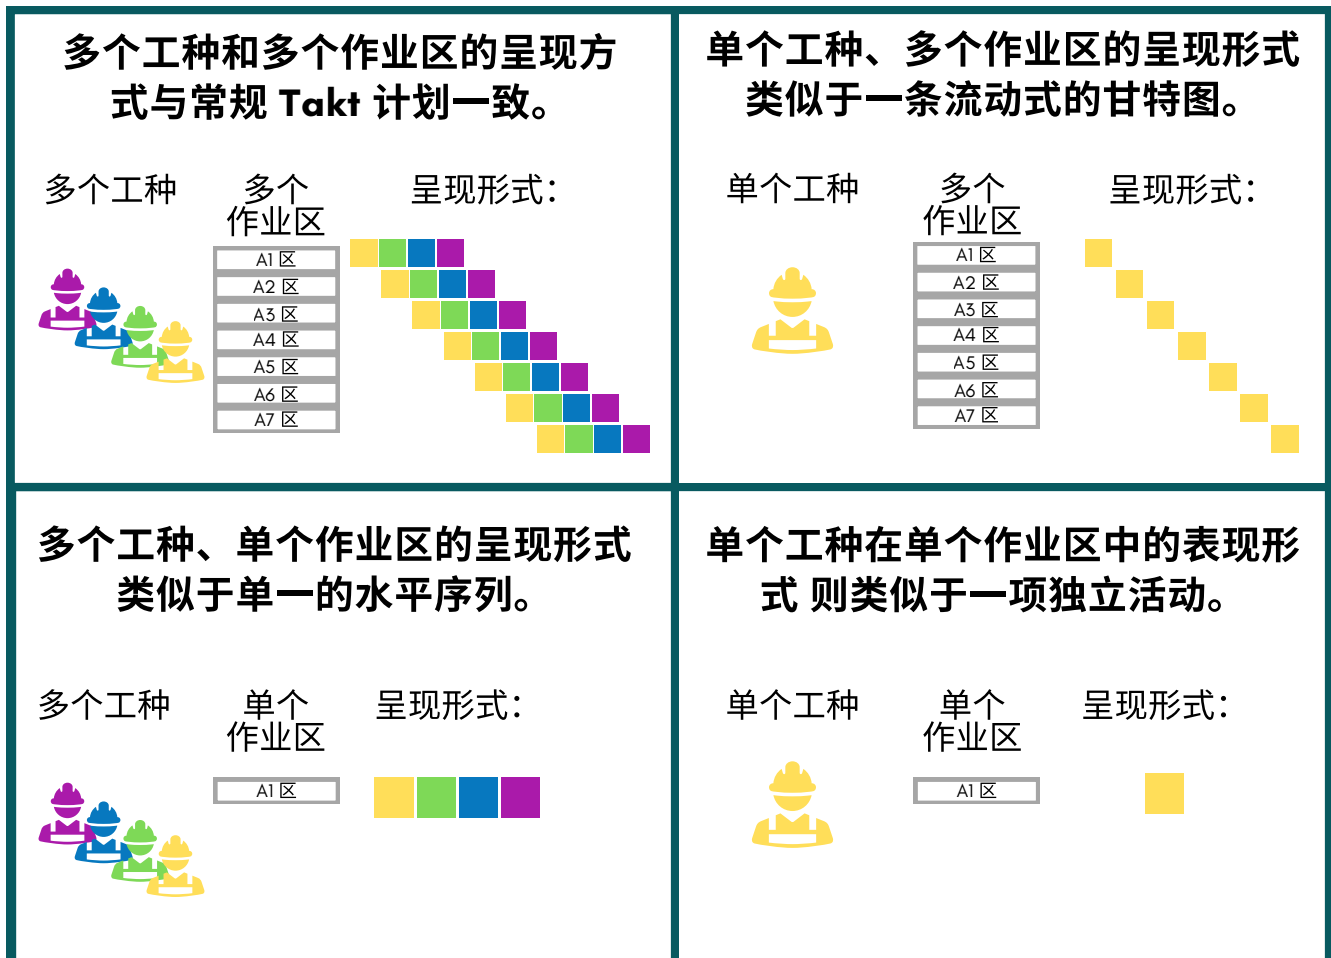 多个工种和多个作业区的呈现方
式与常规 Takt 计划一致。
多个工种
多个
作业区
呈现形式：
A1 区
A2 区
A3 区
A4 区
A5 区
A6 区
A7 区
单个工种、多个作业区的呈现形式
类似于一条流动式的甘特图。
单个工种
多个
作业区
呈现形式：
A1 区
A2 区
A3 区
A4 区
A5 区
A6 区
A7 区
多个工种、单个作业区的呈现形式
类似于单一的水平序列。
多个工种
单个
作业区
呈现形式：
A1 区
单个工种在单个作业区中的表现形
式 则类似于一项独立活动。
单个工种
单个
作业区
呈现形式：
A1 区